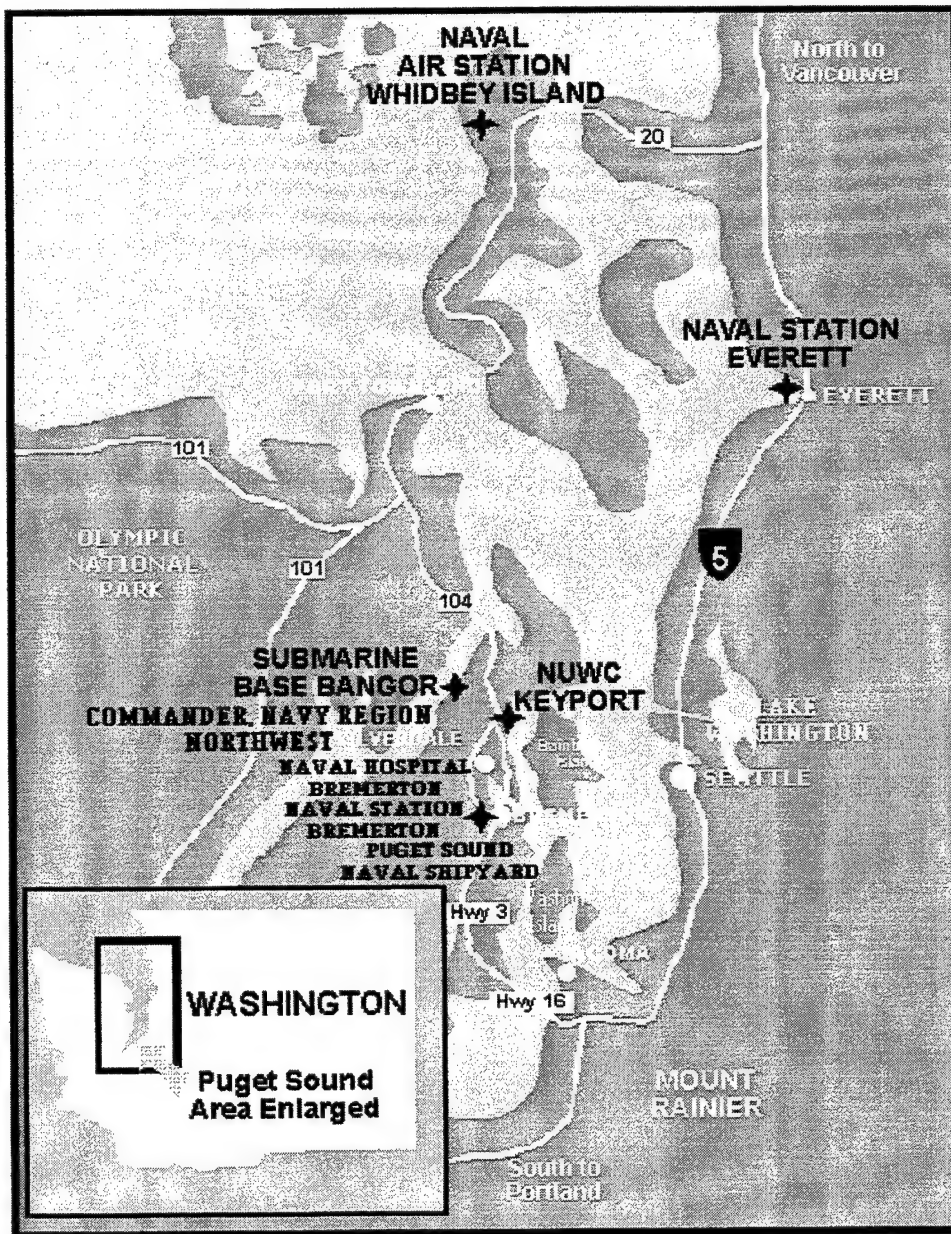 NAVAL
AIR STATION
WHIDBEY ISLAND
North to
Vancouver
20
NAVAL STATION
EVERETT
EVERETT
101
OLYMPIC
NATIONAL
PARK
101
5
104
SUBMARINE
BASE BANGOR
NUWC
KEYPORT
COMMANDER, NAVY REGION
NORTHWEST
LAKE
WASHINGTON
NAVAL HOSPITAL
BREMERTON
SEATTLE
NAVAL STATION
BREMERTON
PUGET SOUND
NAVAL SHIPYARD
Hwy 3
Hwy 16
WASHINGTON
Puget Sound
Area Enlarged
MOUNT
RAINIER
South to
Portland